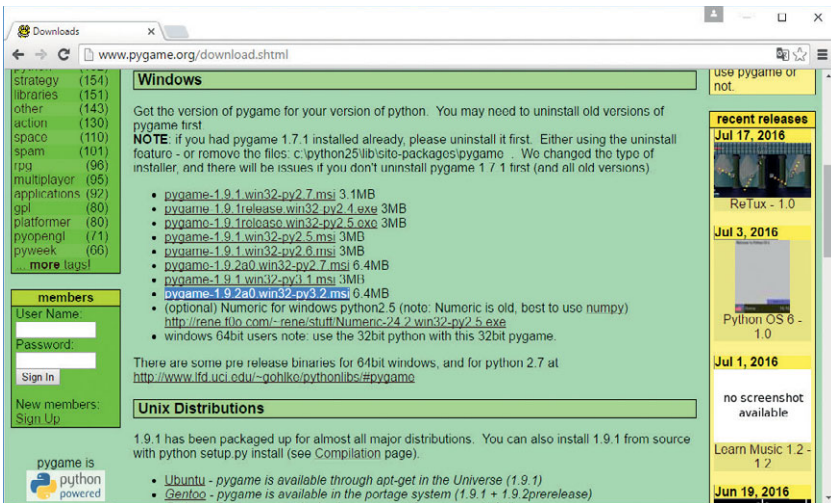 Downloads
www.pygame.org/download.shtml
strategy (154)
libraries (151)
other (143)
action (130)
space (110)
spam (101)
rpg (96)
multiplayer (95)
applications (92)
gpl (80)
platformer (80)
pyopengl (71)
pyweek (66)
... more tags!
members
User Name:
Password:
Sign In
New members:
Sign Up
pygame is
python
powered
Windows
Get the version of pygame for your version of python. You may need to uninstall old versions of
pygame first.
NOTE: if you had pygame 1.7.1 installed already, please uninstall it first. Either using the uninstall
feature - or remove the files: c:\python25\lib\site-packages\pygame . We changed the type of
installer, and there will be issues if you don't uninstall pygame 1.7.1 first (and all old versions).
• pygame-1.9.1.win32-py2.7.msi 3.1MB
• pygame-1.9.1release.win32-py2.4.exe 3MB
• pygame-1.9.1release.win32-py2.5.exe 3MB
• pygame-1.9.1.win32-py2.5.msi 3MB
• pygame-1.9.1.win32-py2.6.msi 3MB
• pygame-1.9.2a0.win32-py2.7.msi 6.4MB
• pygame-1.9.1.win32-py3.1.msi 3MB
• pygame-1.9.2a0.win32-py3.2.msi 6.4MB
• (optional) Numeric for windows python2.5 (note: Numeric is old, best to use numpy)
http://rene.f0o.com/~rene/stuff/Numeric-24.2.win32-py2.5.exe
• windows 64bit users note: use the 32bit python with this 32bit pygame.
There are some pre release binaries for 64bit windows, and for python 2.7 at
http://www.lfd.uci.edu/~gohlke/pythonlibs/#pygame
Unix Distributions
1.9.1 has been packaged up for almost all major distributions. You can also install 1.9.1 from source
with python setup.py install (see Compilation page).
• Ubuntu - pygame is available through apt-get in the Universe (1.9.1)
• Gentoo - pygame is available in the portage system (1.9.1 + 1.9.2prerelease)
use pygame or
not.
recent releases
Jul 17, 2016
ReTux - 1.0
Jul 3, 2016
Python OS 6 -
1.0
Jul 1, 2016
no screenshot
available
Learn Music 1.2 -
1.2
Jun 19, 2016